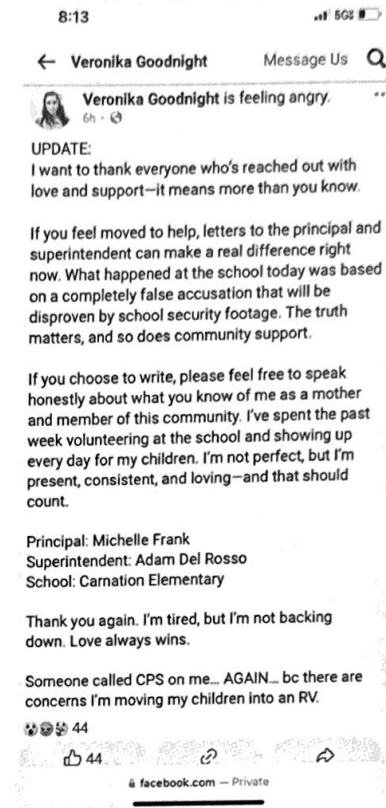 8:13
5G
Veronika Goodnight
Message Us
Veronika Goodnight is feeling angry.
6h ·
UPDATE:
I want to thank everyone who's reached out with
love and support—it means more than you know.
If you feel moved to help, letters to the principal and
superintendent can make a real difference right
now. What happened at the school today was based
on a completely false accusation that will be
disproven by school security footage. The truth
matters, and so does community support.
If you choose to write, please feel free to speak
honestly about what you know of me as a mother
and member of this community. I've spent the past
week volunteering at the school and showing up
every day for my children. I'm not perfect, but I'm
present, consistent, and loving—and that should
count.
Principal: Michelle Frank
Superintendent: Adam Del Rosso
School: Carnation Elementary
Thank you again. I'm tired, but I'm not backing
down. Love always wins.
Someone called CPS on me... AGAIN... bc there are
concerns I'm moving my children into an RV.
44
44
facebook.com — Private